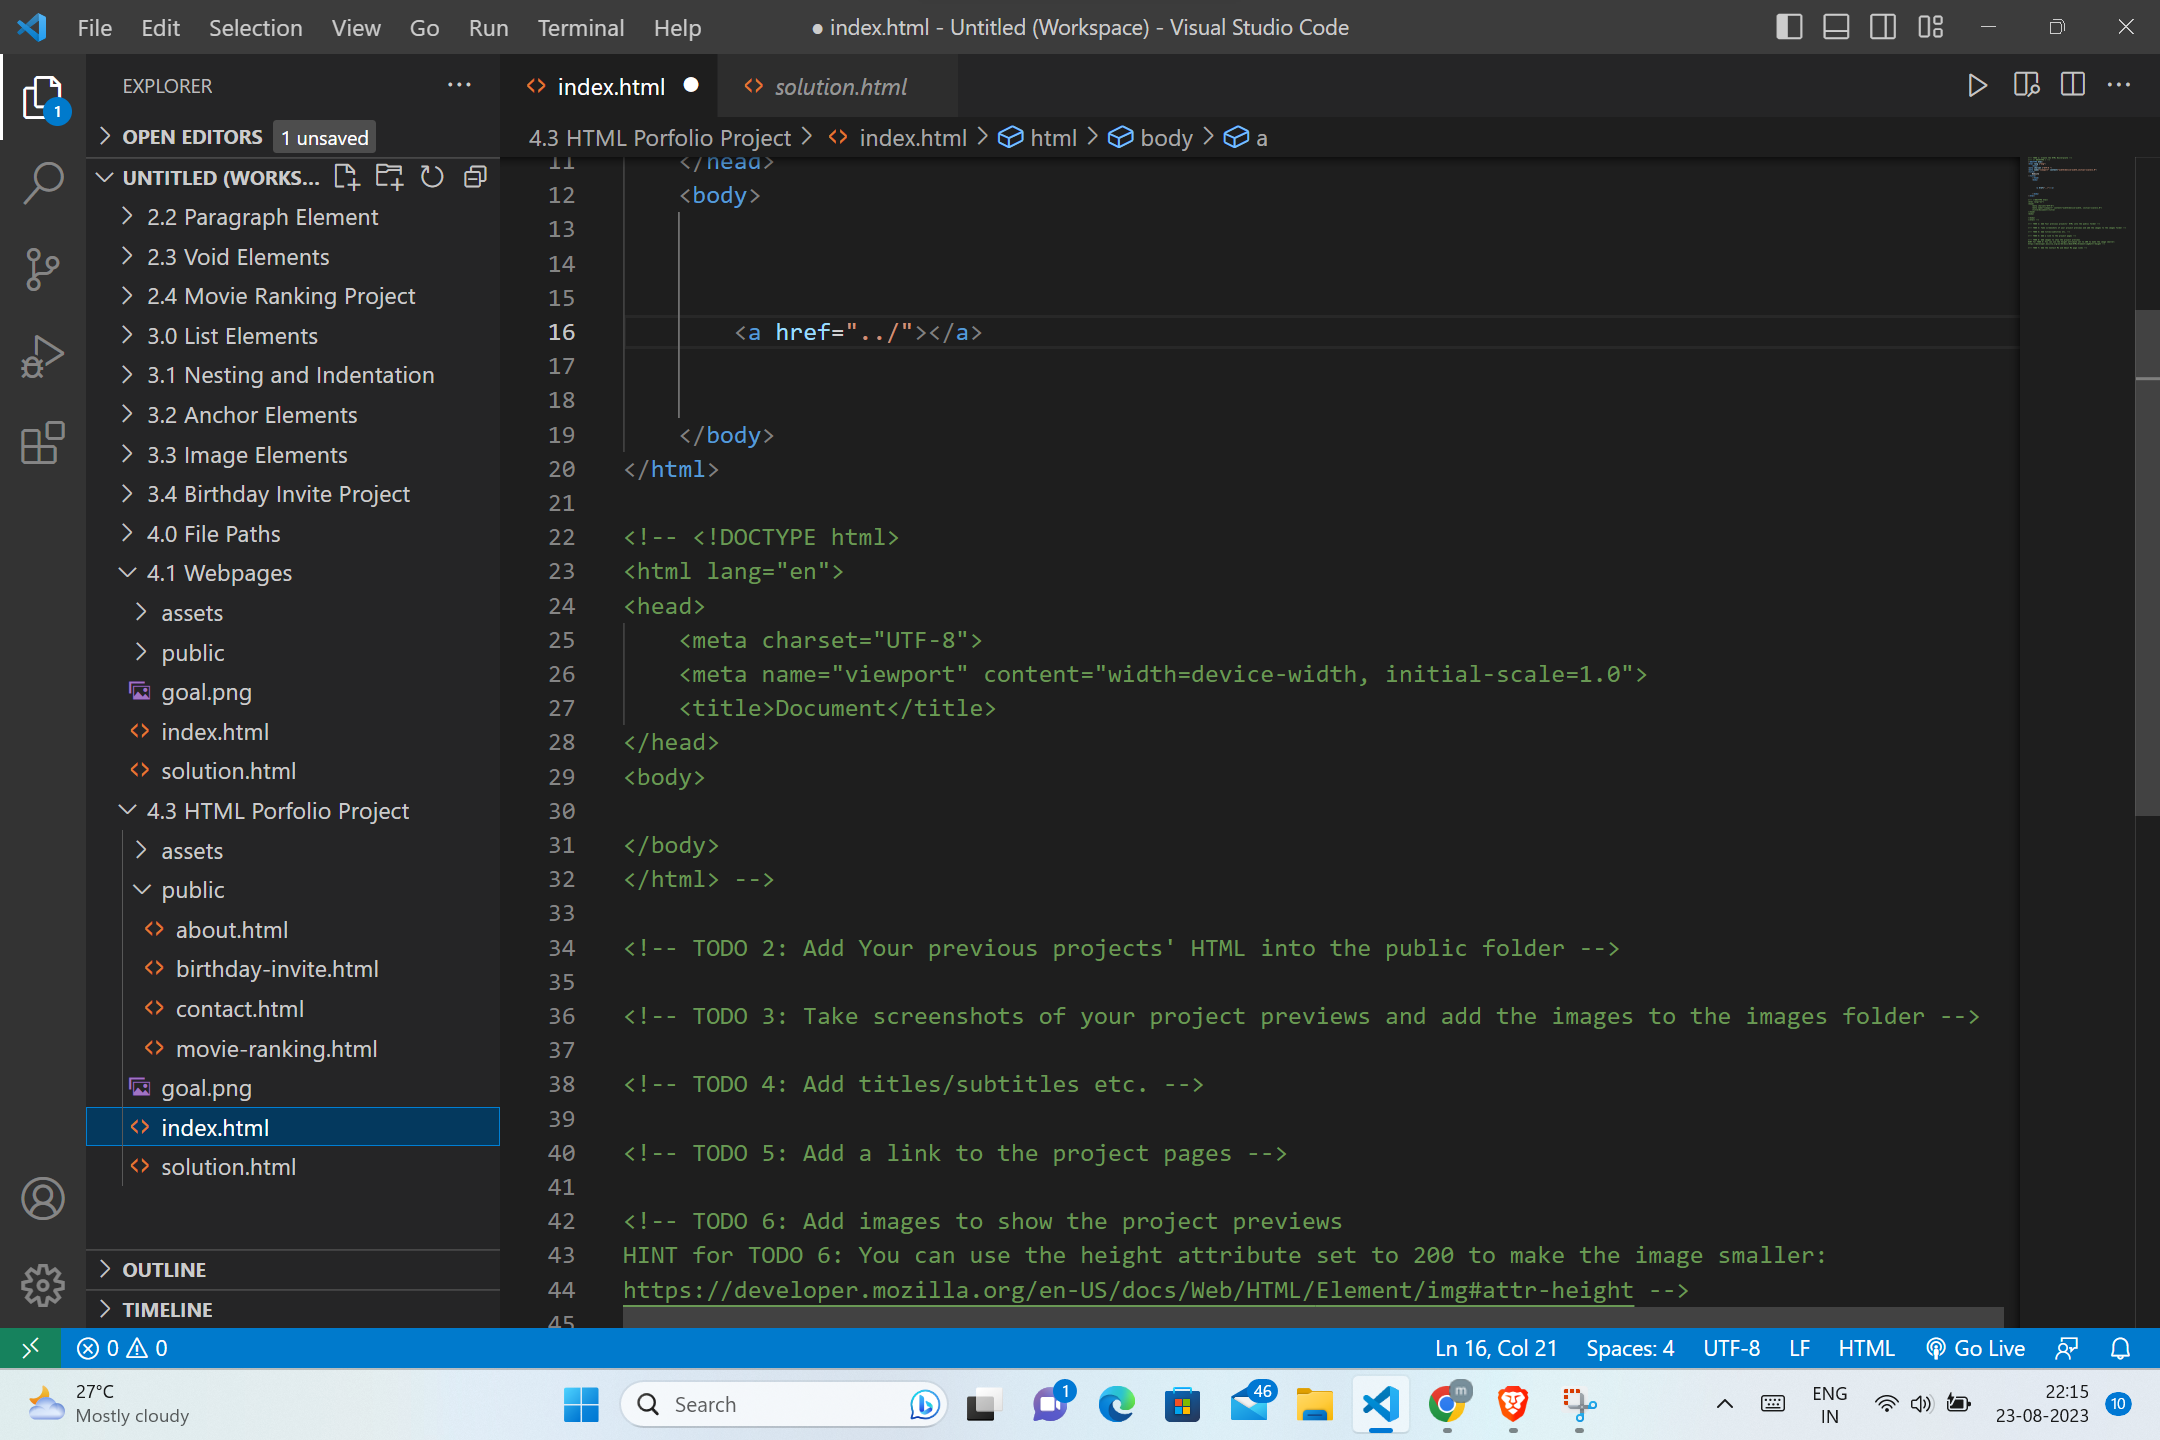 File Edit Selection View Go Run Terminal Help
● index.html - Untitled (Workspace) - Visual Studio Code
EXPLORER
1
OPEN EDITORS 1 unsaved
UNTITLED (WORKS...
2.2 Paragraph Element
2.3 Void Elements
2.4 Movie Ranking Project
3.0 List Elements
3.1 Nesting and Indentation
3.2 Anchor Elements
3.3 Image Elements
3.4 Birthday Invite Project
4.0 File Paths
4.1 Webpages
assets
public
goal.png
index.html
solution.html
4.3 HTML Porfolio Project
assets
public
about.html
birthday-invite.html
contact.html
movie-ranking.html
goal.png
index.html
solution.html
OUTLINE
TIMELINE
index.html ●
solution.html
4.3 HTML Porfolio Project > index.html > html > body > a
11 </head>
12 <body>
13
14
15
16 <a href="../"></a>
17
18
19 </body>
20 </html>
21
22 <!-- <!DOCTYPE html>
23 <html lang="en">
24 <head>
25 <meta charset="UTF-8">
26 <meta name="viewport" content="width=device-width, initial-scale=1.0">
27 <title>Document</title>
28 </head>
29 <body>
30
31 </body>
32 </html> -->
33
34 <!-- TODO 2: Add Your previous projects' HTML into the public folder -->
35
36 <!-- TODO 3: Take screenshots of your project previews and add the images to the images folder -->
37
38 <!-- TODO 4: Add titles/subtitles etc. -->
39
40 <!-- TODO 5: Add a link to the project pages -->
41
42 <!-- TODO 6: Add images to show the project previews
43 HINT for TODO 6: You can use the height attribute set to 200 to make the image smaller:
44 https://developer.mozilla.org/en-US/docs/Web/HTML/Element/img#attr-height -->
45
0 0
Ln 16, Col 21 Spaces: 4 UTF-8 LF HTML Go Live
27°C
Mostly cloudy
Search
1
46
m
ENG
IN
22:15
23-08-2023
10